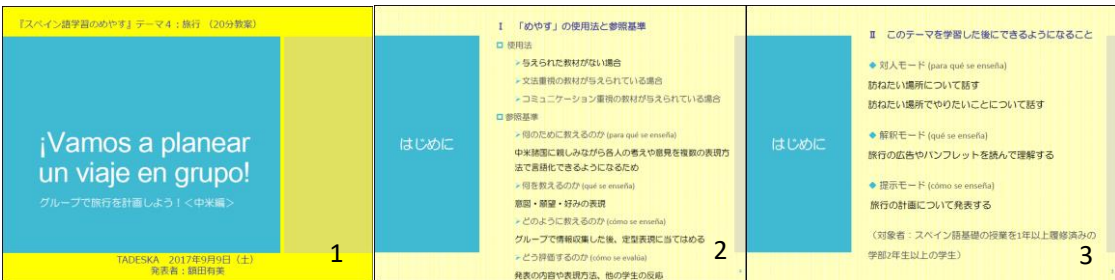 『スペイン語学習のめやす』テーマ４：旅行 （20分教案）
¡Vamos a planear
un viaje en grupo!
グループで旅行を計画しよう！＜中米編＞
TADESKA　2017年9月9日（土）
発表者：額田有美
1
はじめに
Ⅰ　「めやす」の使用法と参照基準
使用法
➢与えられた教材がない場合
➢文法重視の教材が与えられている場合
➢コミュニケーション重視の教材が与えられている場合
参照基準
➢何のために教えるのか (para qué se enseña)
中米諸国に親しみながら各人の考えや意見を複数の表現方
法で言語化できるようになるため
➢何を教えるのか (qué se enseña)
意図・願望・好みの表現
➢どのように教えるのか (cómo se enseña)
グループで情報収集した後、定型表現に当てはめる
➢どう評価するのか (cómo se evalúa)
発表の内容や表現方法、他の学生の反応
2
はじめに
Ⅱ　このテーマを学習した後にできるようになること
◆ 対人モード (para qué se enseña)
訪ねたい場所について話す
訪ねたい場所でやりたいことについて話す
◆ 解釈モード (qué se enseña)
旅行の広告やパンフレットを読んで理解する
◆ 提示モード (cómo se enseña)
旅行の計画について発表する
（対象者：スペイン語基礎の授業を1年以上履修済みの
学部2年生以上の学生）
3